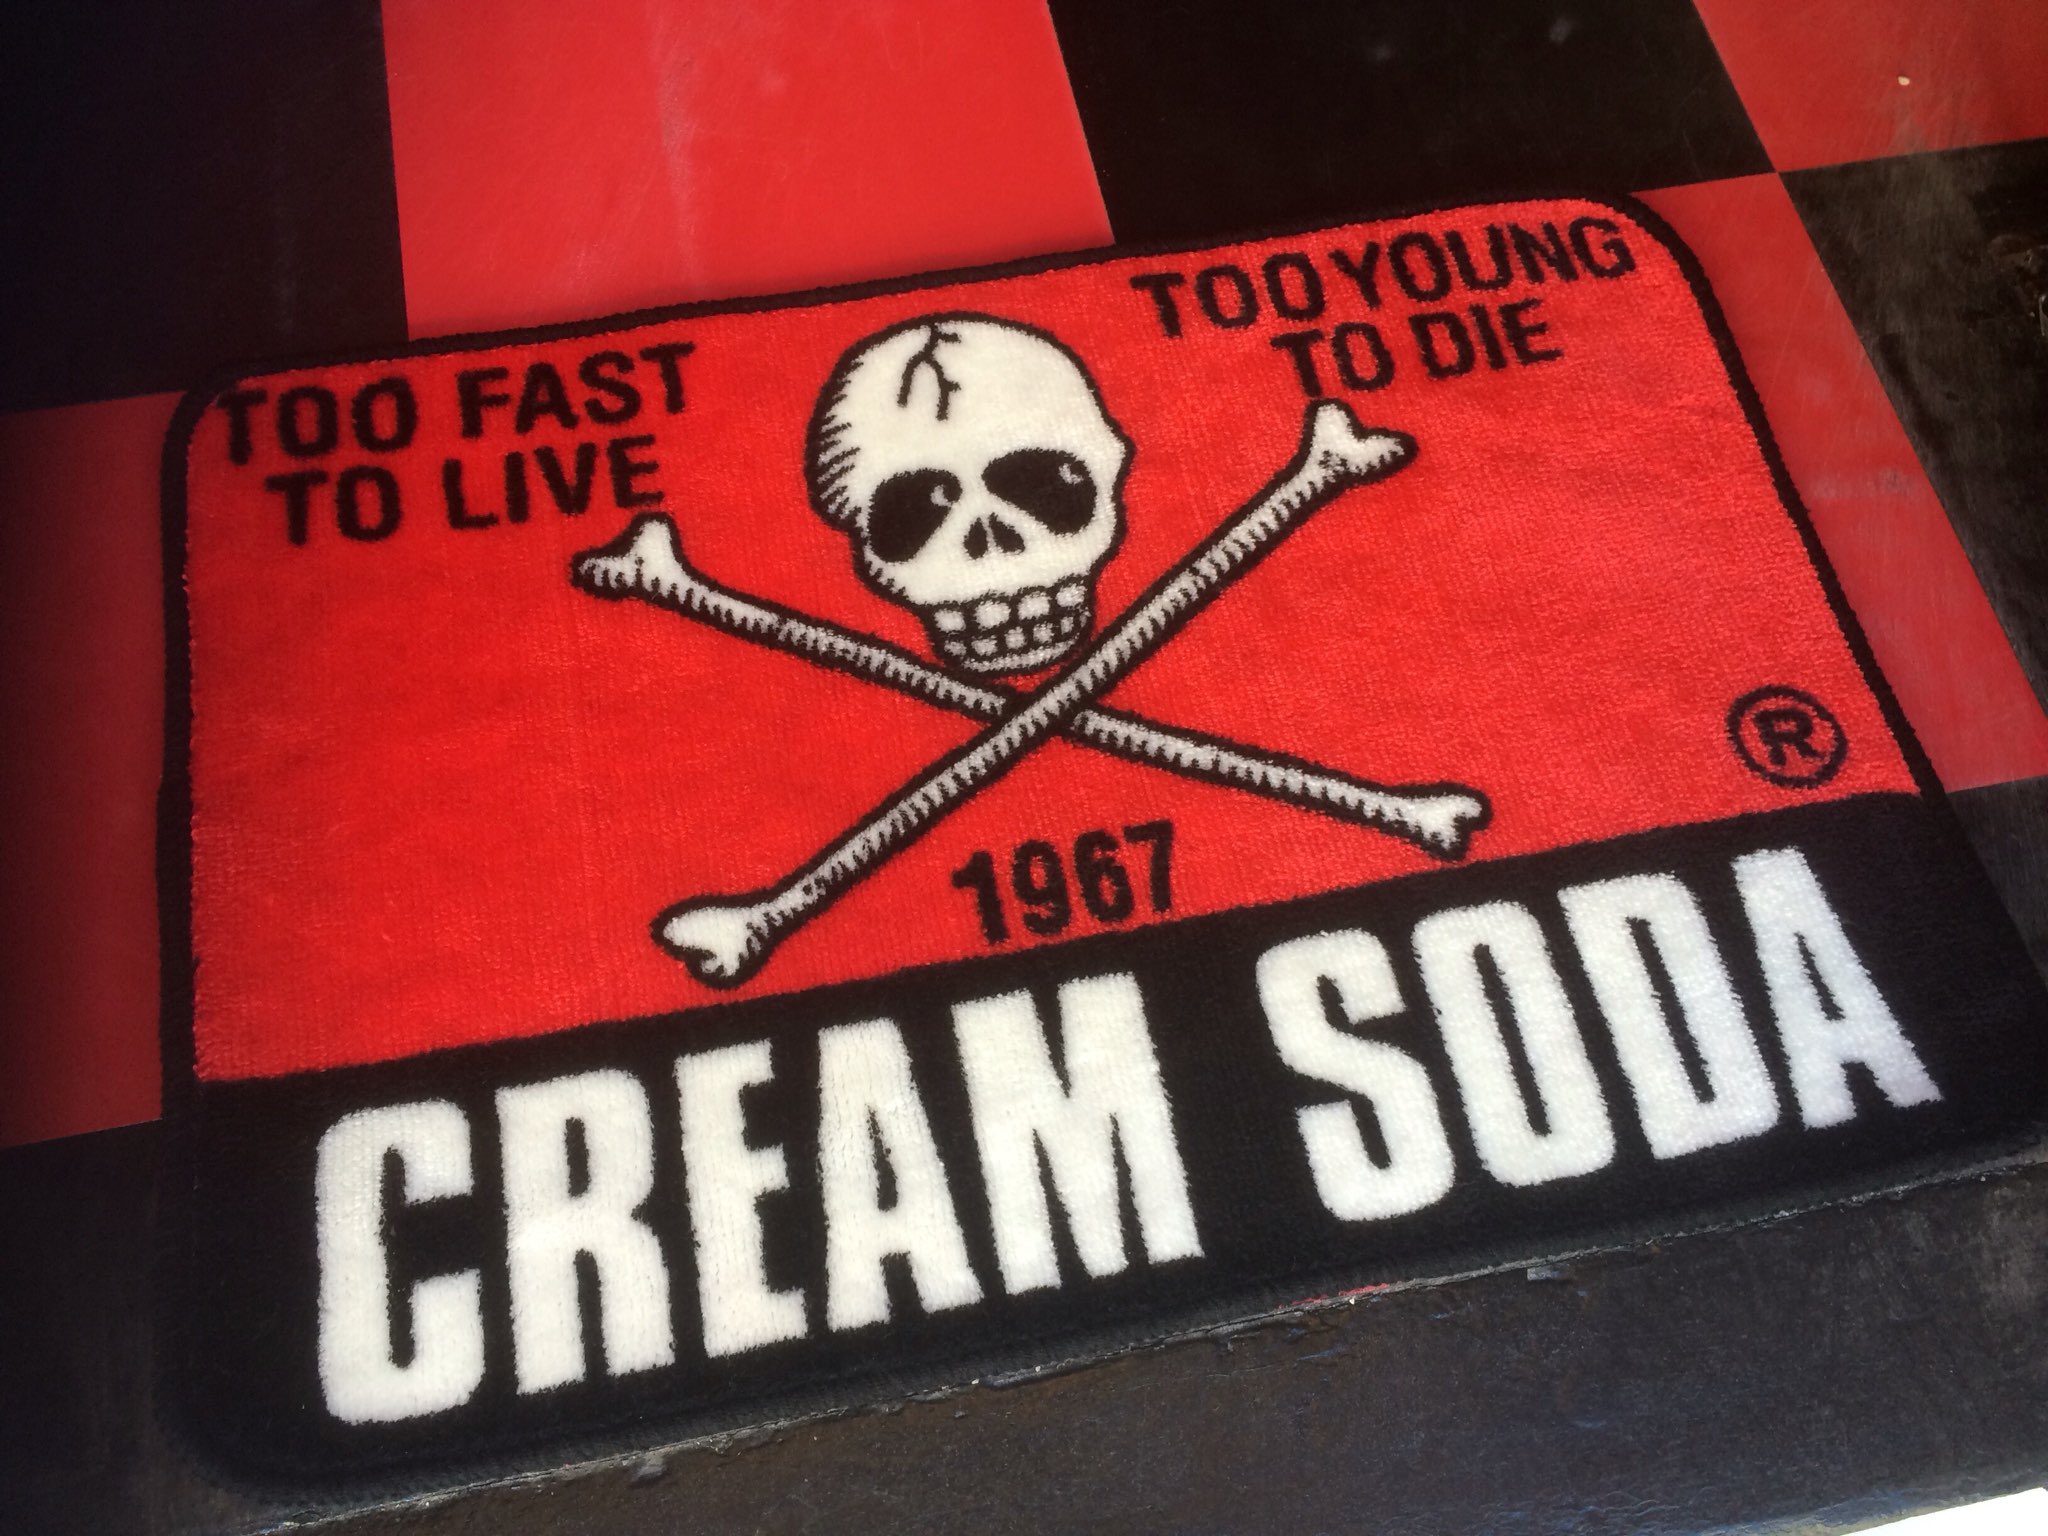 TOO FAST
TO LIVE
TOO YOUNG
TO DIE
®
1967
CREAM SODA